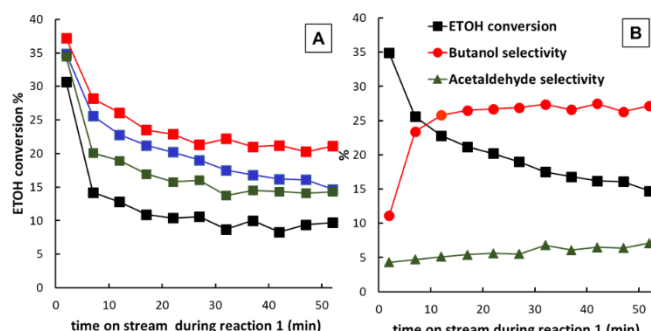 A
ETOH conversion %
40
35
30
25
20
15
10
5
0
0 10 20 30 40 50
time on stream during reaction 1 (min)
B
ETOH conversion
Butanol selectivity
Acetaldehyde selectivity
%
40
35
30
25
20
15
10
5
0
0 10 20 30 40 50
time on stream during reaction 1 (min)